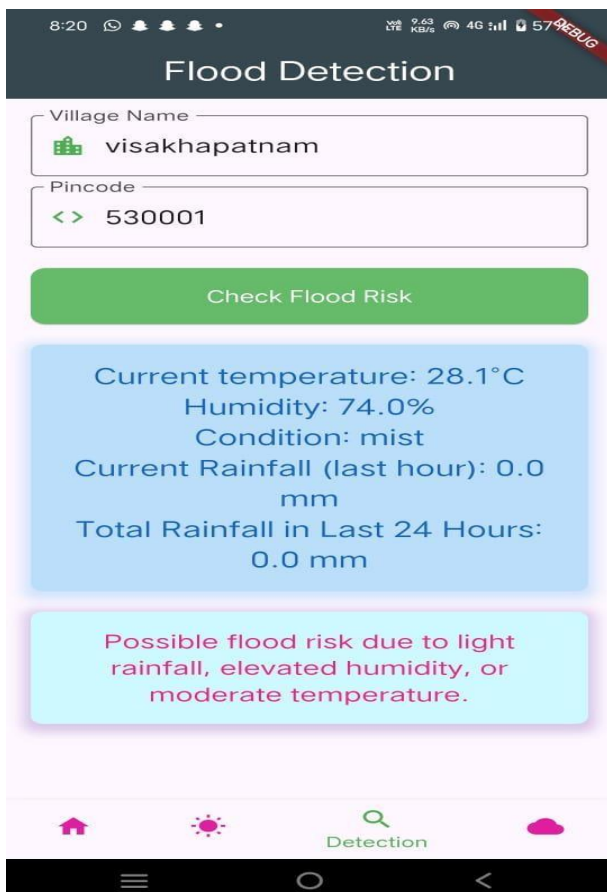 8:20 Vo) LTE 9.63 KB/s 4G 57%
DEBUG
Flood Detection
Village Name
visakhapatnam
Pincode
530001
Check Flood Risk
Current temperature: 28.1°C
Humidity: 74.0%
Condition: mist
Current Rainfall (last hour): 0.0
mm
Total Rainfall in Last 24 Hours:
0.0 mm
Possible flood risk due to light
rainfall, elevated humidity, or
moderate temperature.
Detection